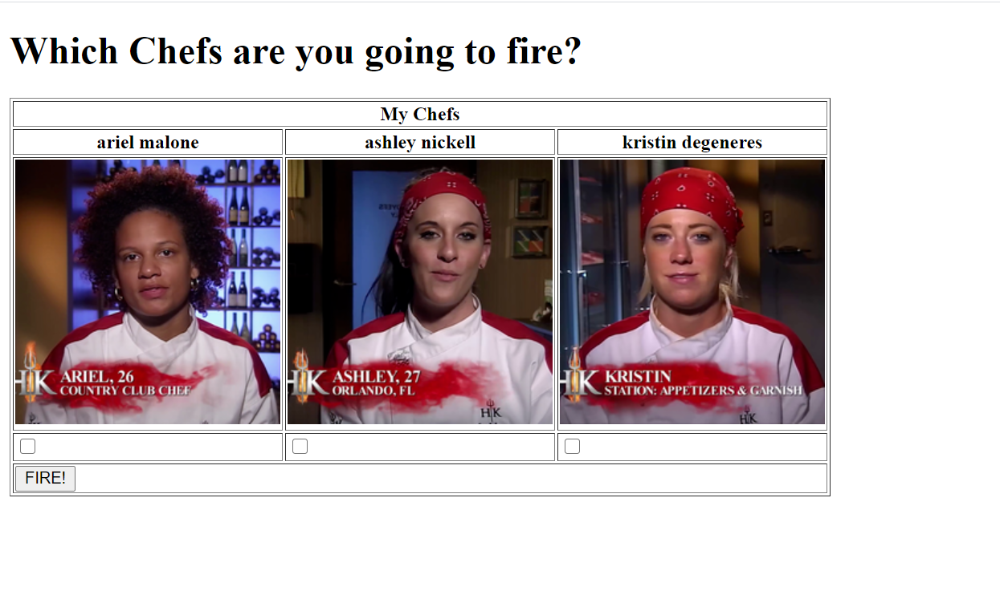 Which Chefs are you going to fire?
My Chefs
ariel malone
ashley nickell
kristin degeneres
HK
ARIEL, 26
COUNTRY CLUB CHEF
HK
ASHLEY, 27
ORLANDO, FL
HK
HK
KRISTIN
STATION: APPETIZERS & GARNISH
HK
FIRE!